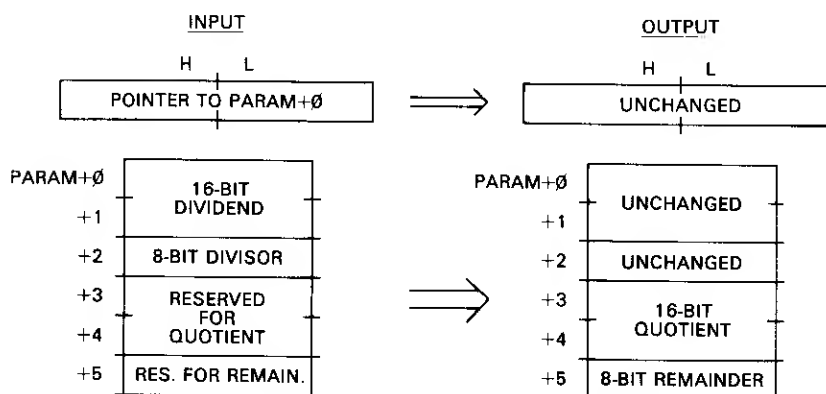 INPUT
H L
POINTER TO PARAM+Ø
PARAM+Ø
+1
+2
+3
+4
+5
16-BIT
DIVIDEND
8-BIT DIVISOR
RESERVED
FOR
QUOTIENT
RES. FOR REMAIN.
OUTPUT
H L
UNCHANGED
PARAM+Ø
+1
+2
+3
+4
+5
UNCHANGED
UNCHANGED
16-BIT
QUOTIENT
8-BIT REMAINDER